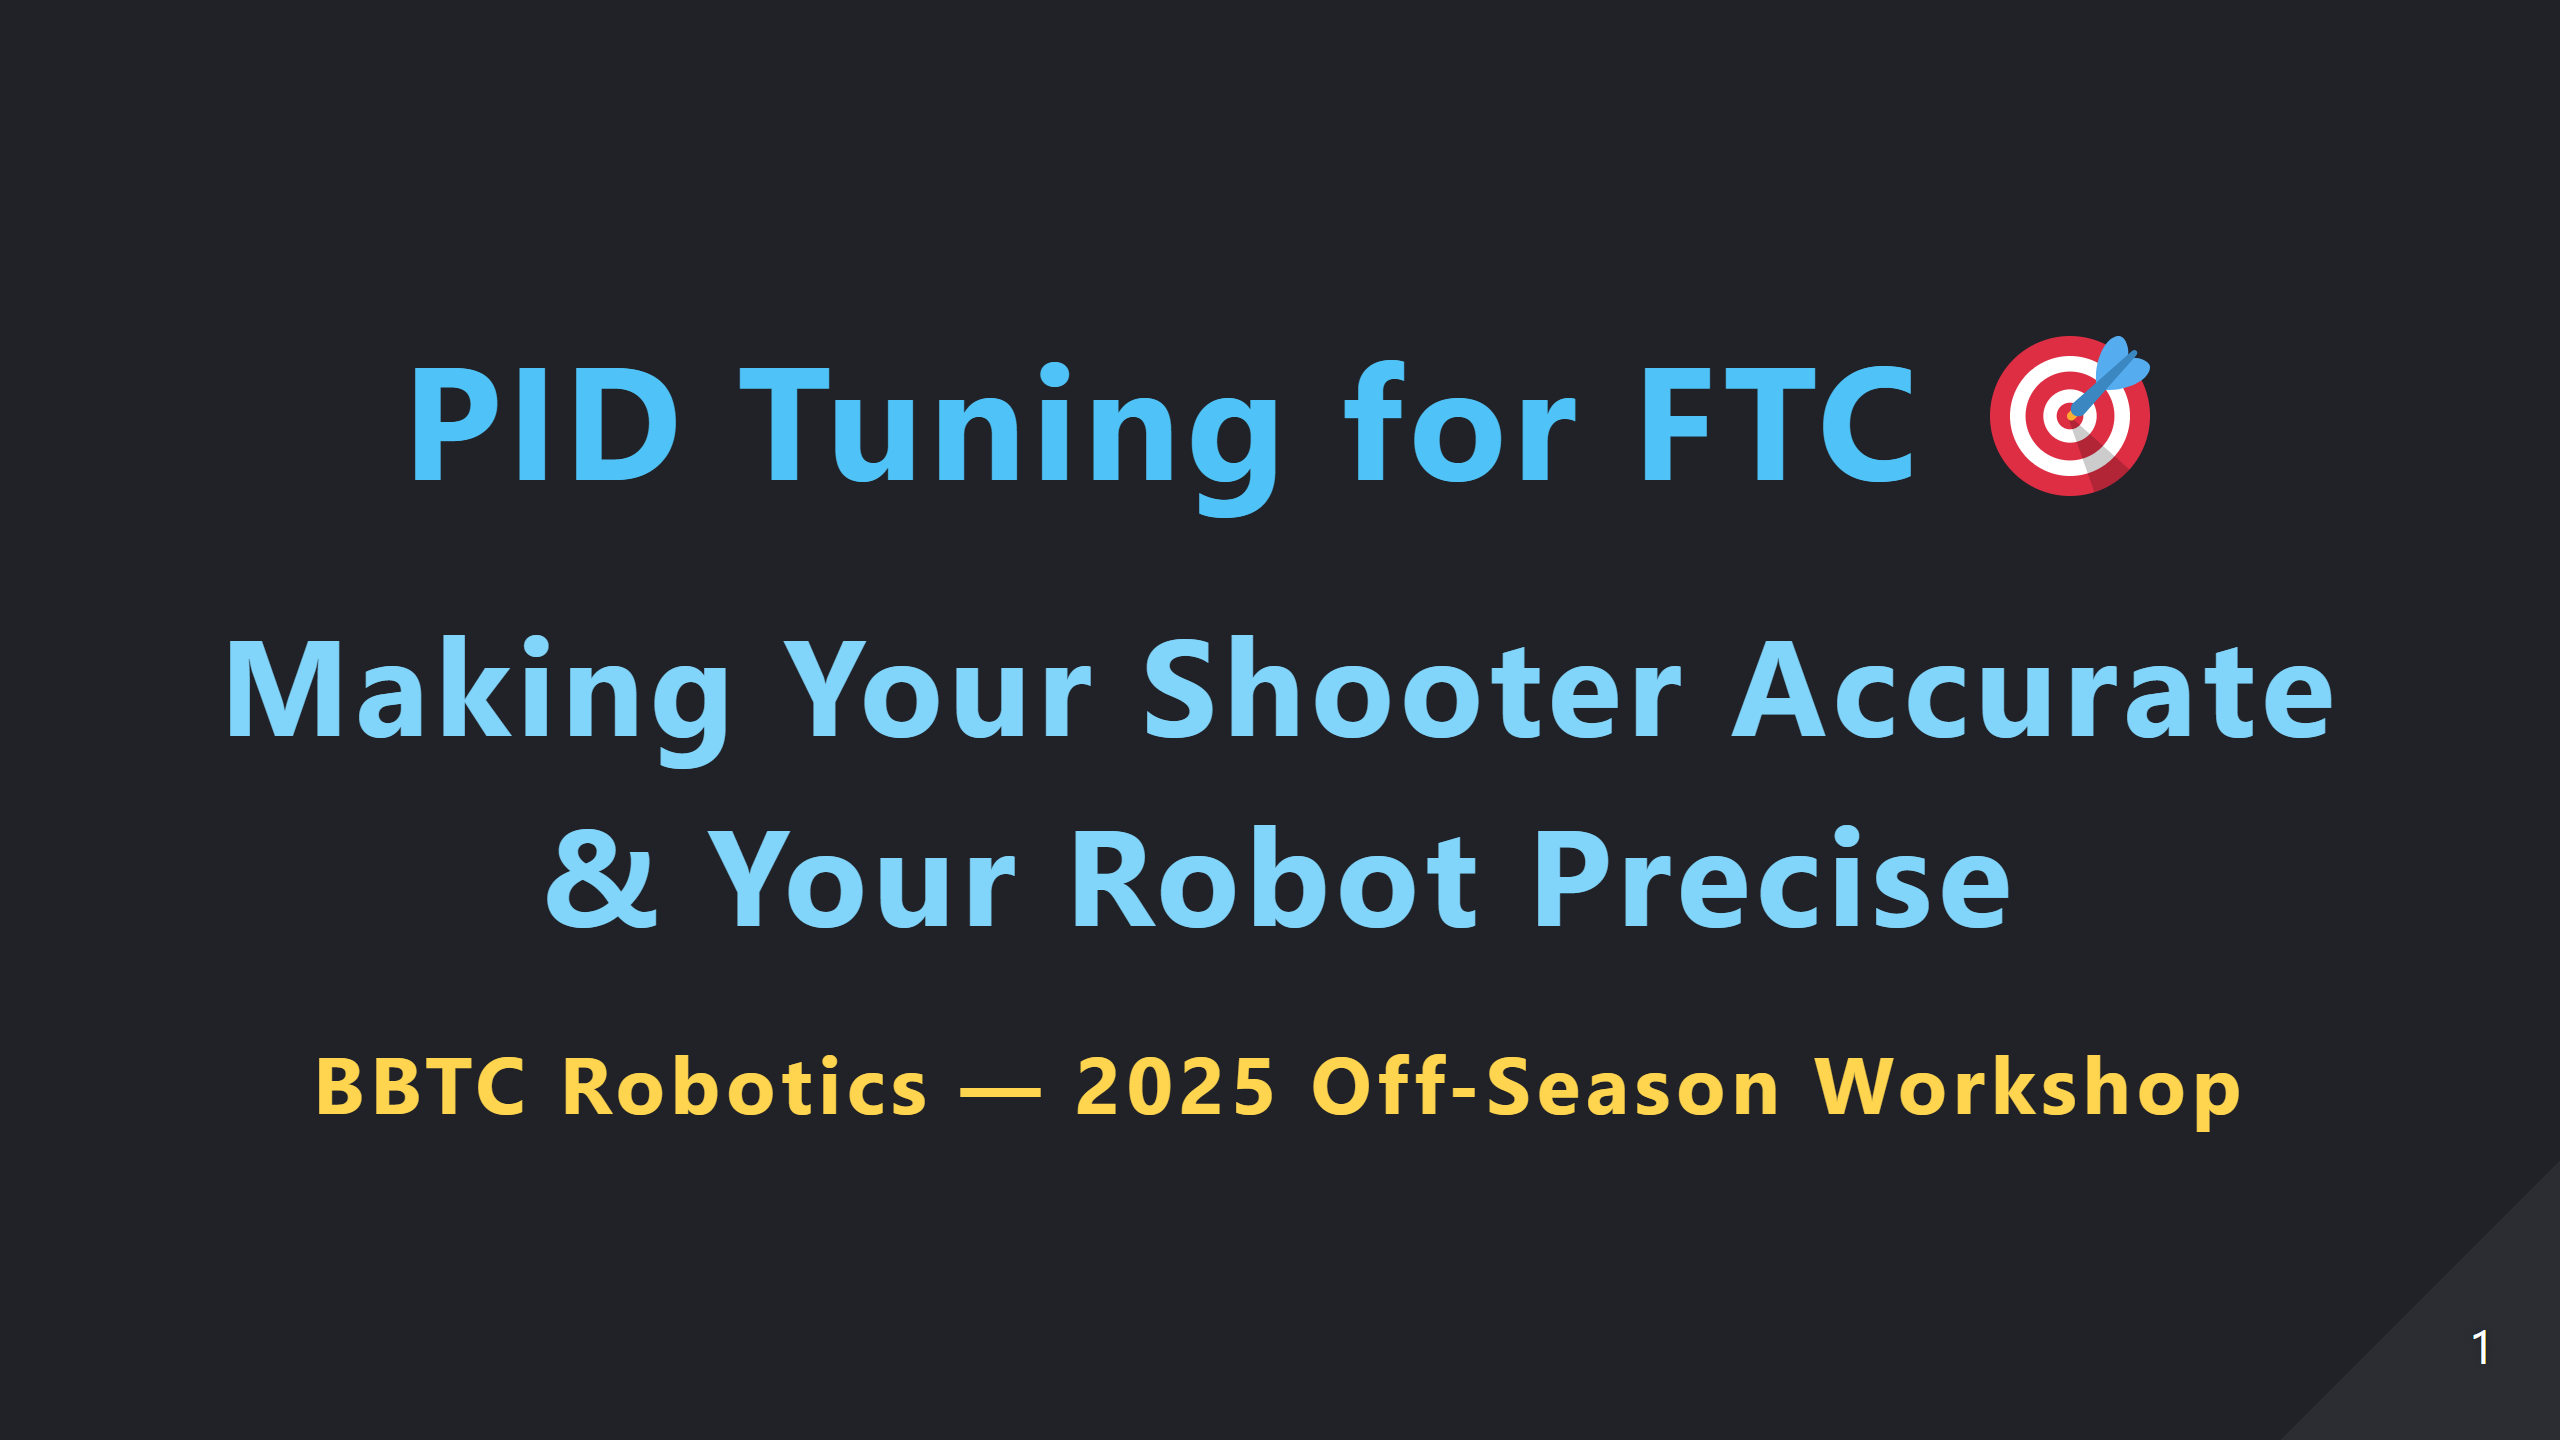 PID Tuning for FTC 🎯
Making Your Shooter Accurate
& Your Robot Precise
BBTC Robotics — 2025 Off-Season Workshop
1